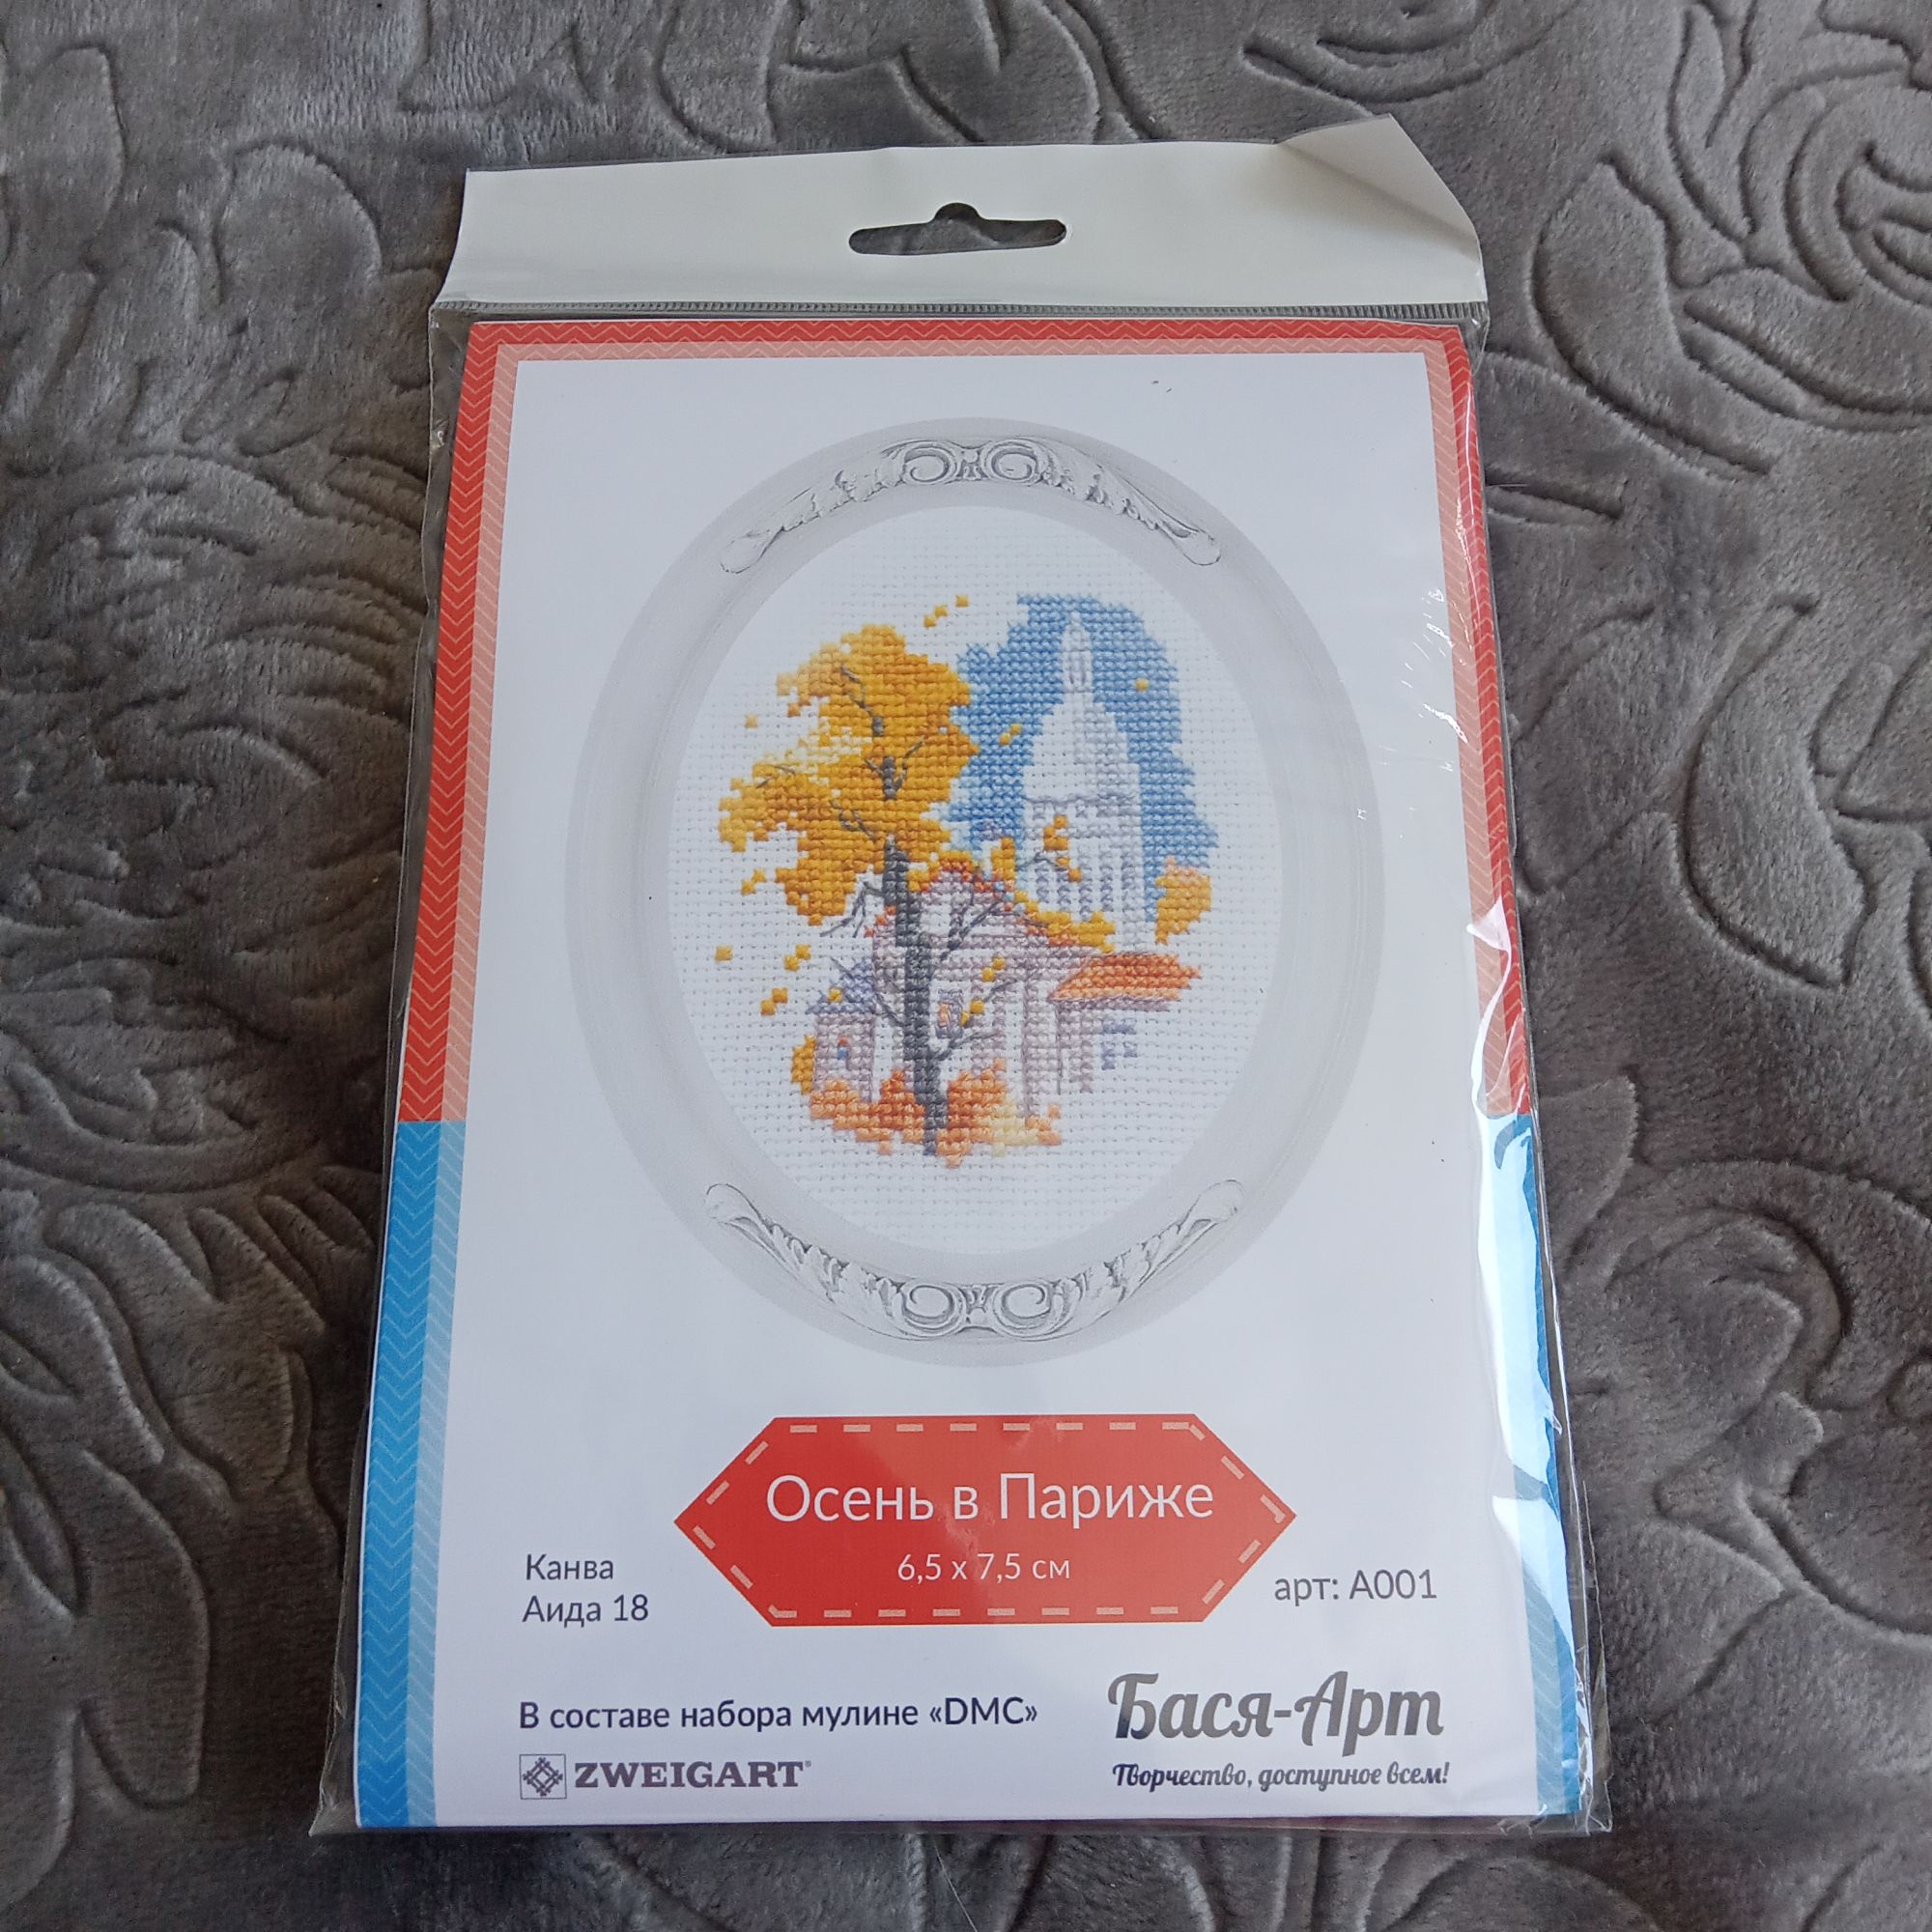 Осень в Париже
6,5 х 7,5 см
Канва
Аида 18
арт: А001
В составе набора мулине «DMC»
ZWEIGART®
Бася-Арт
Творчество, доступное всем!